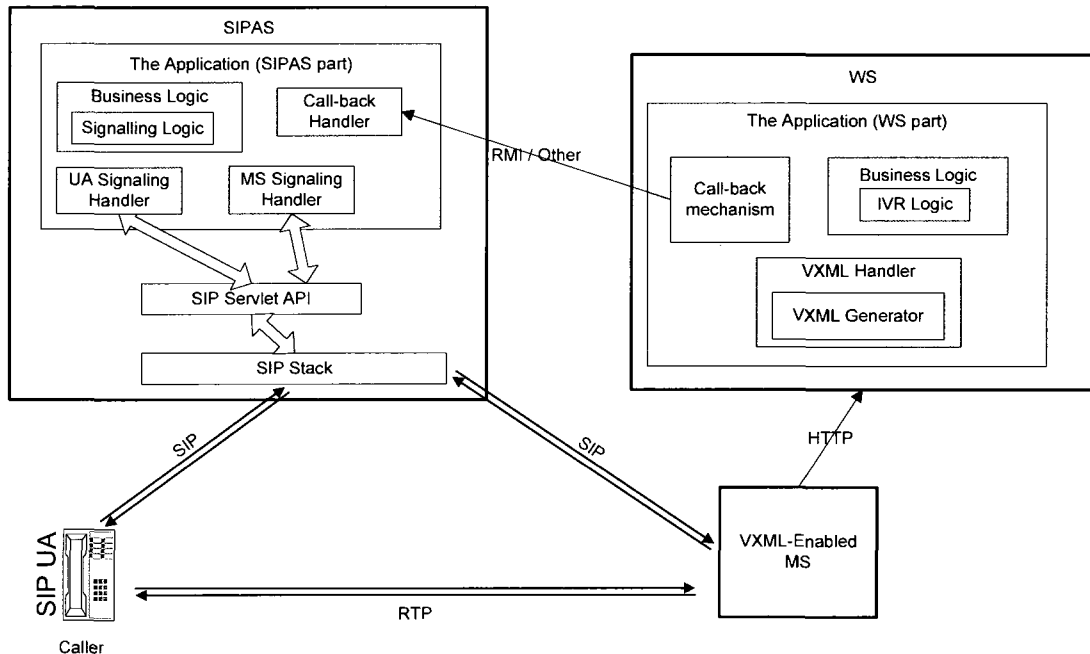 SIPAS
The Application (SIPAS part)
Business Logic
Signalling Logic
Call-back
Handler
UA Signaling
Handler
MS Signaling
Handler
SIP Servlet API
SIP Stack
RMI / Other
WS
The Application (WS part)
Call-back
mechanism
Business Logic
IVR Logic
VXML Handler
VXML Generator
SIP
SIP
HTTP
VXML-Enabled
MS
SIP UA
RTP
Caller